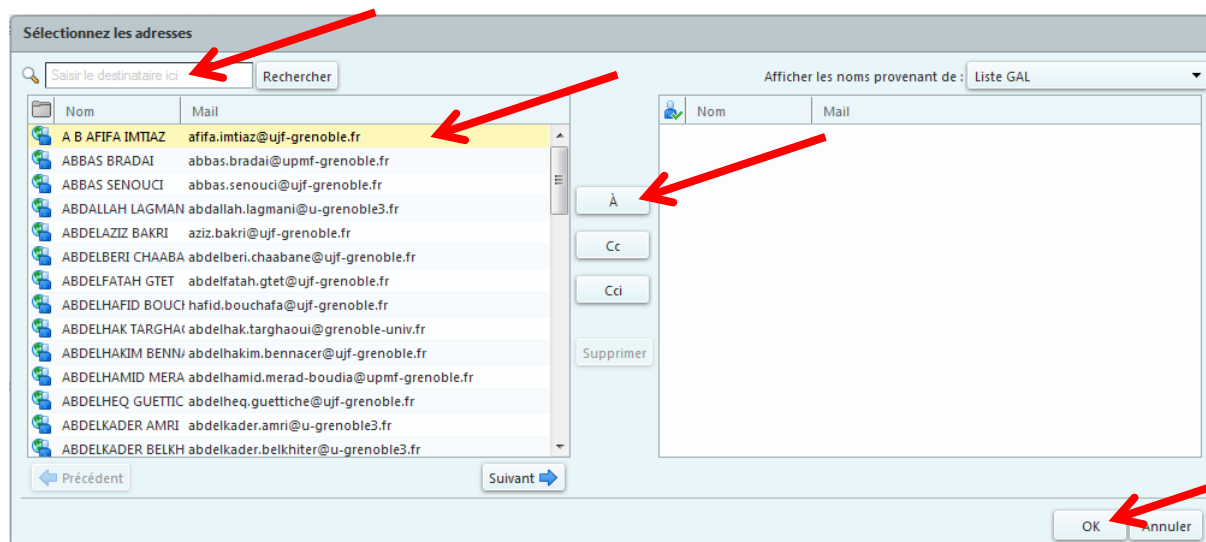 Sélectionnez les adresses
Saisir le destinataire ici Rechercher Afficher les noms provenant de : Liste GAL
Nom Mail Nom Mail
A B AFIFA IMTIAZ afifa.imtiaz@ujf-grenoble.fr
ABBAS BRADAI abbas.bradai@upmf-grenoble.fr
ABBAS SENOUCI abbas.senouci@ujf-grenoble.fr
ABDALLAH LAGMAN abdallah.lagmani@u-grenoble3.fr
À
ABDELAZIZ BAKRI aziz.bakri@ujf-grenoble.fr
ABDELBERI CHAABA abdelberi.chaabane@ujf-grenoble.fr
Cc
ABDELFATAH GTET abdelfatah.gtet@ujf-grenoble.fr
Cci
ABDELHAFID BOUCH hafid.bouchafa@ujf-grenoble.fr
ABDELHAK TARGHA( abdelhak.targhaoui@grenoble-univ.fr
ABDELHAKIM BENN abdelhakim.bennacer@ujf-grenoble.fr
Supprimer
ABDELHAMID MERA abdelhamid.merad-boudia@upmf-grenoble.fr
ABDELHEQ GUETTIC abdelheq.guettiche@ujf-grenoble.fr
ABDELKADER AMRI abdelkader.amri@u-grenoble3.fr
ABDELKADER BELKH abdelkader.belkhiter@u-grenoble3.fr
Précédent Suivant
OK Annuler